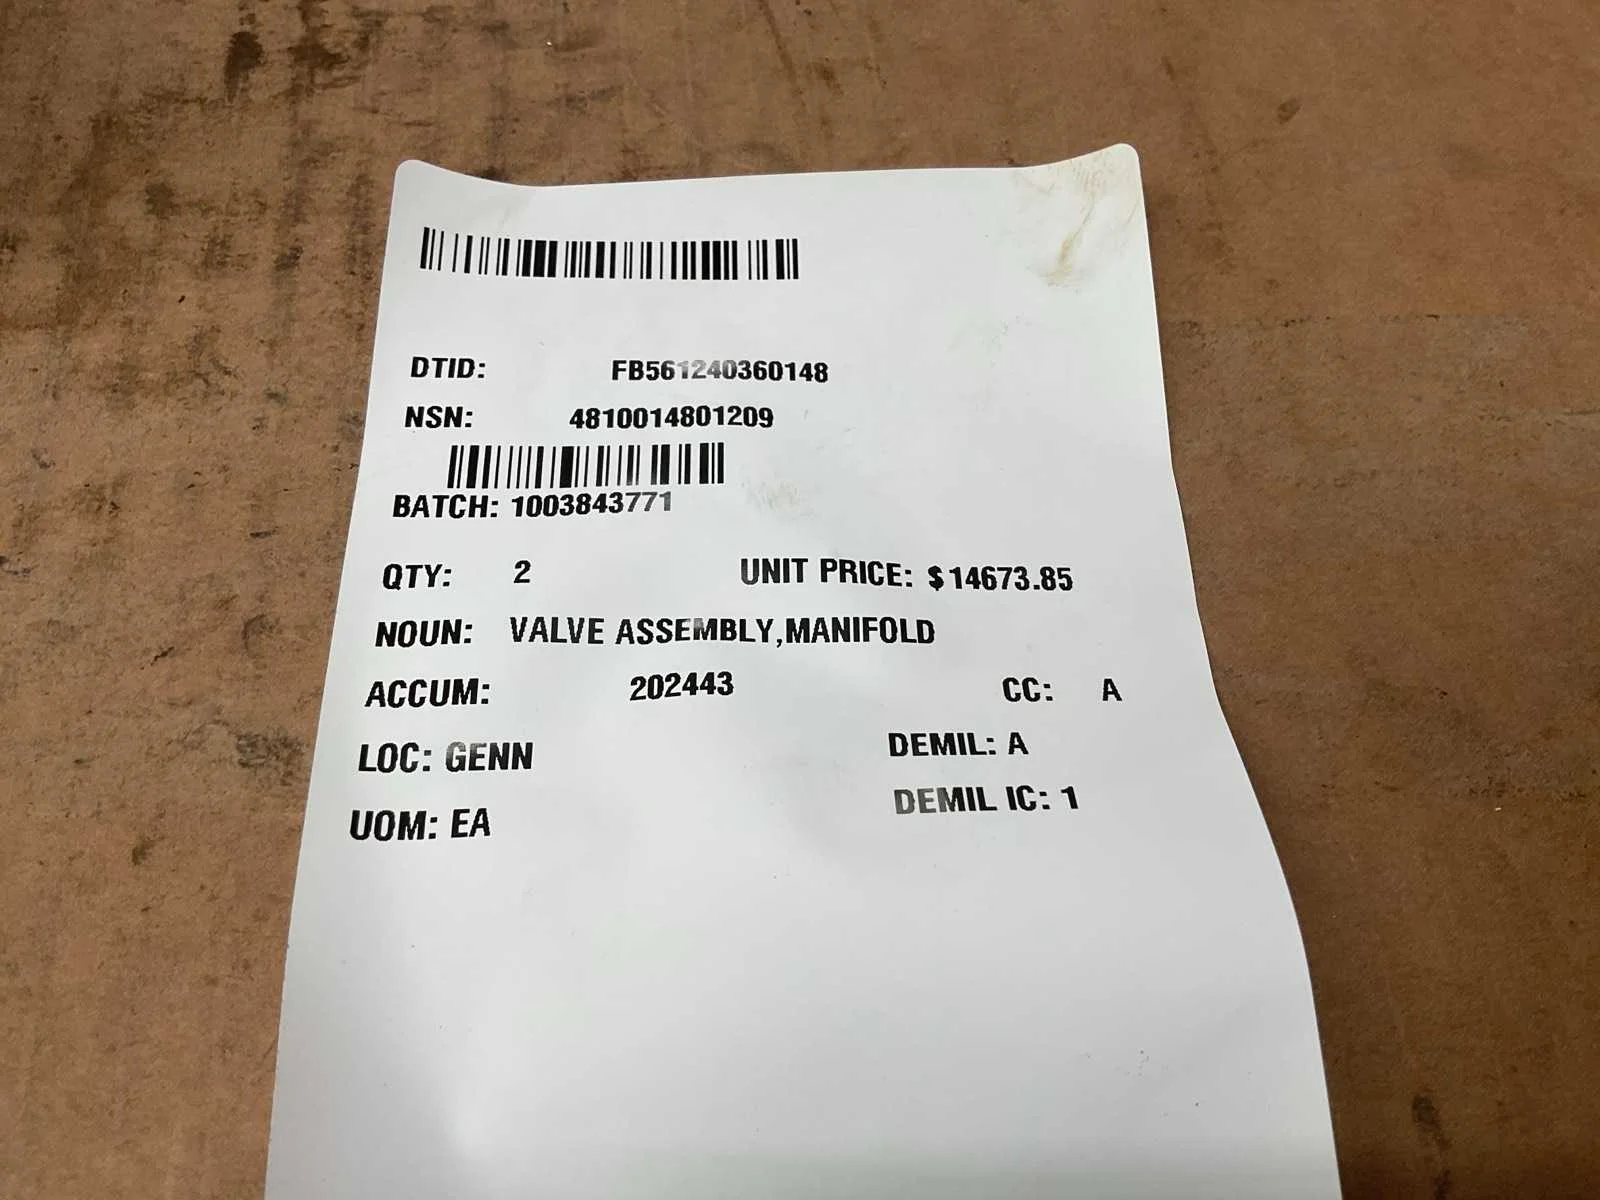 DTID: FB561240360148
NSN: 4810014801209
BATCH: 1003843771
QTY: 2 UNIT PRICE: $14673.85
NOUN: VALVE ASSEMBLY,MANIFOLD
ACCUM: 202443 CC: A
LOC: GENN DEMIL: A
UOM: EA DEMIL IC: 1